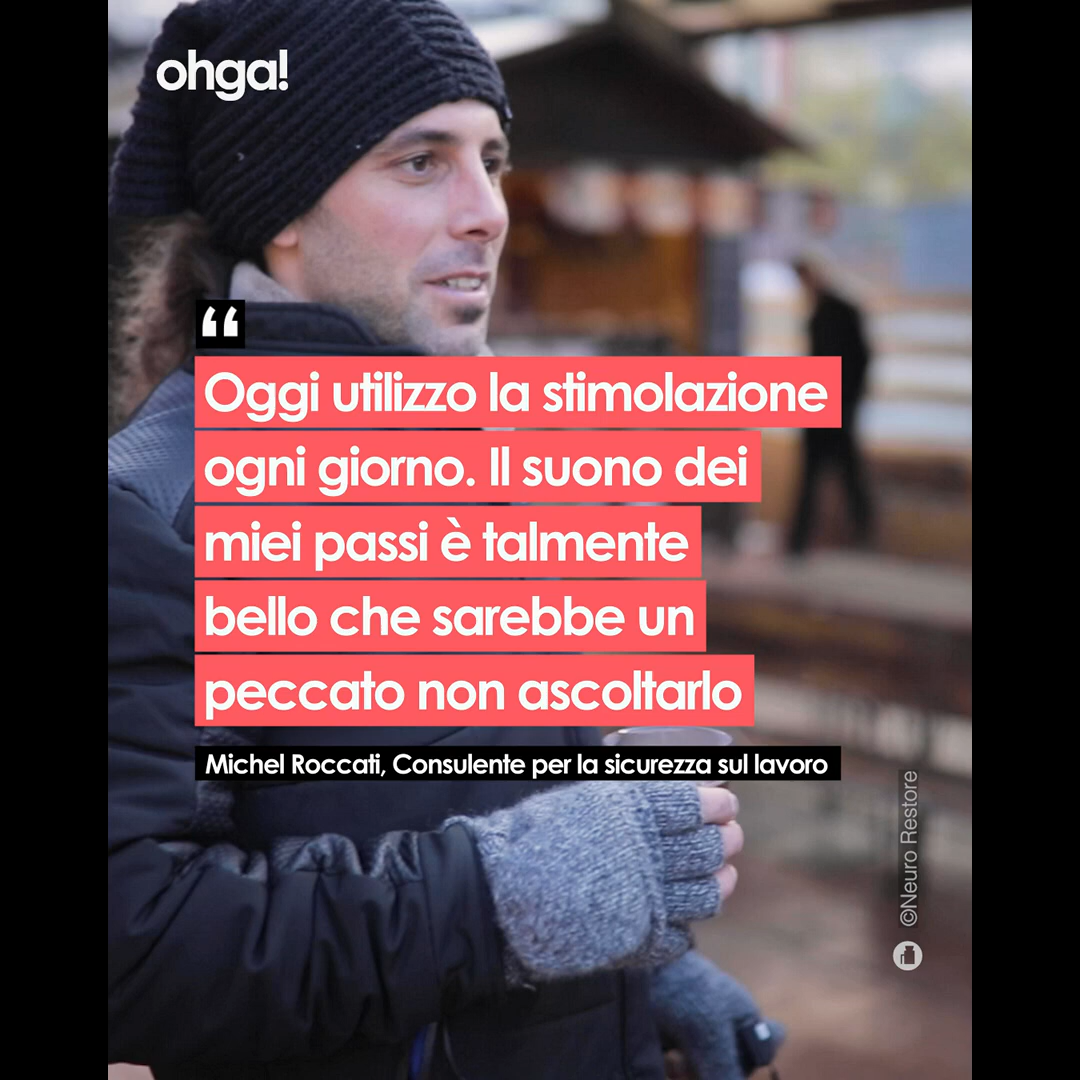 ohga!
“
Oggi utilizzo la stimolazione
ogni giorno. Il suono dei
miei passi è talmente
bello che sarebbe un
peccato non ascoltarlo
Michel Roccati, Consulente per la sicurezza sul lavoro
©Neuro Restore